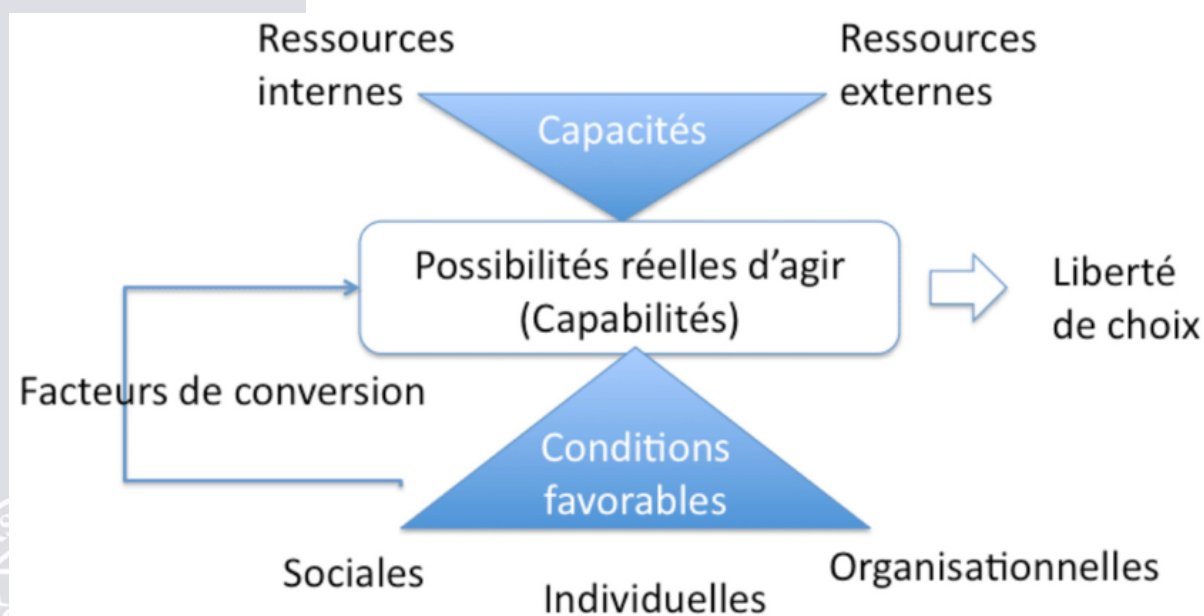 Ressources
internes
Ressources
externes
Capacités
Possibilités réelles d'agir
(Capabilités)
Liberté
de choix
Facteurs de conversion
Conditions
favorables
Sociales
Individuelles
Organisationnelles